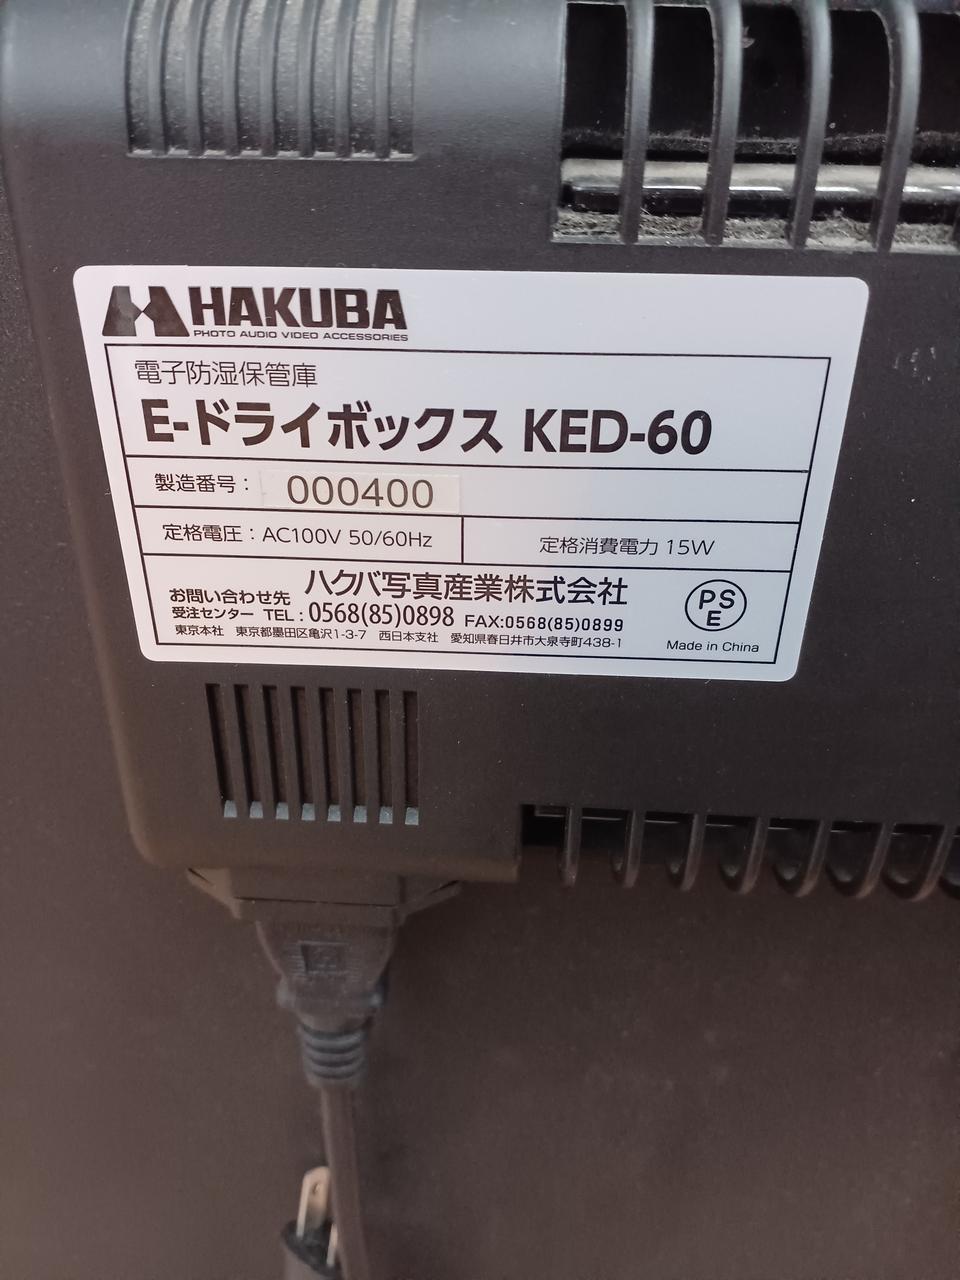 HAKUBA
PHOTO AUDIO VIDEO ACCESSORIES
電子防湿保管庫
E-ドライボックス KED-60
製造番号： 000400
定格電圧：AC100V 50/60Hz 定格消費電力 15W
お問い合わせ先 ハクバ写真産業株式会社
受注センター TEL：0568(85)0898 FAX:0568(85)0899
東京本社 東京都墨田区亀沢1-3-7 西日本支社 愛知県春日井市大泉寺町438-1
PS
E
Made in China